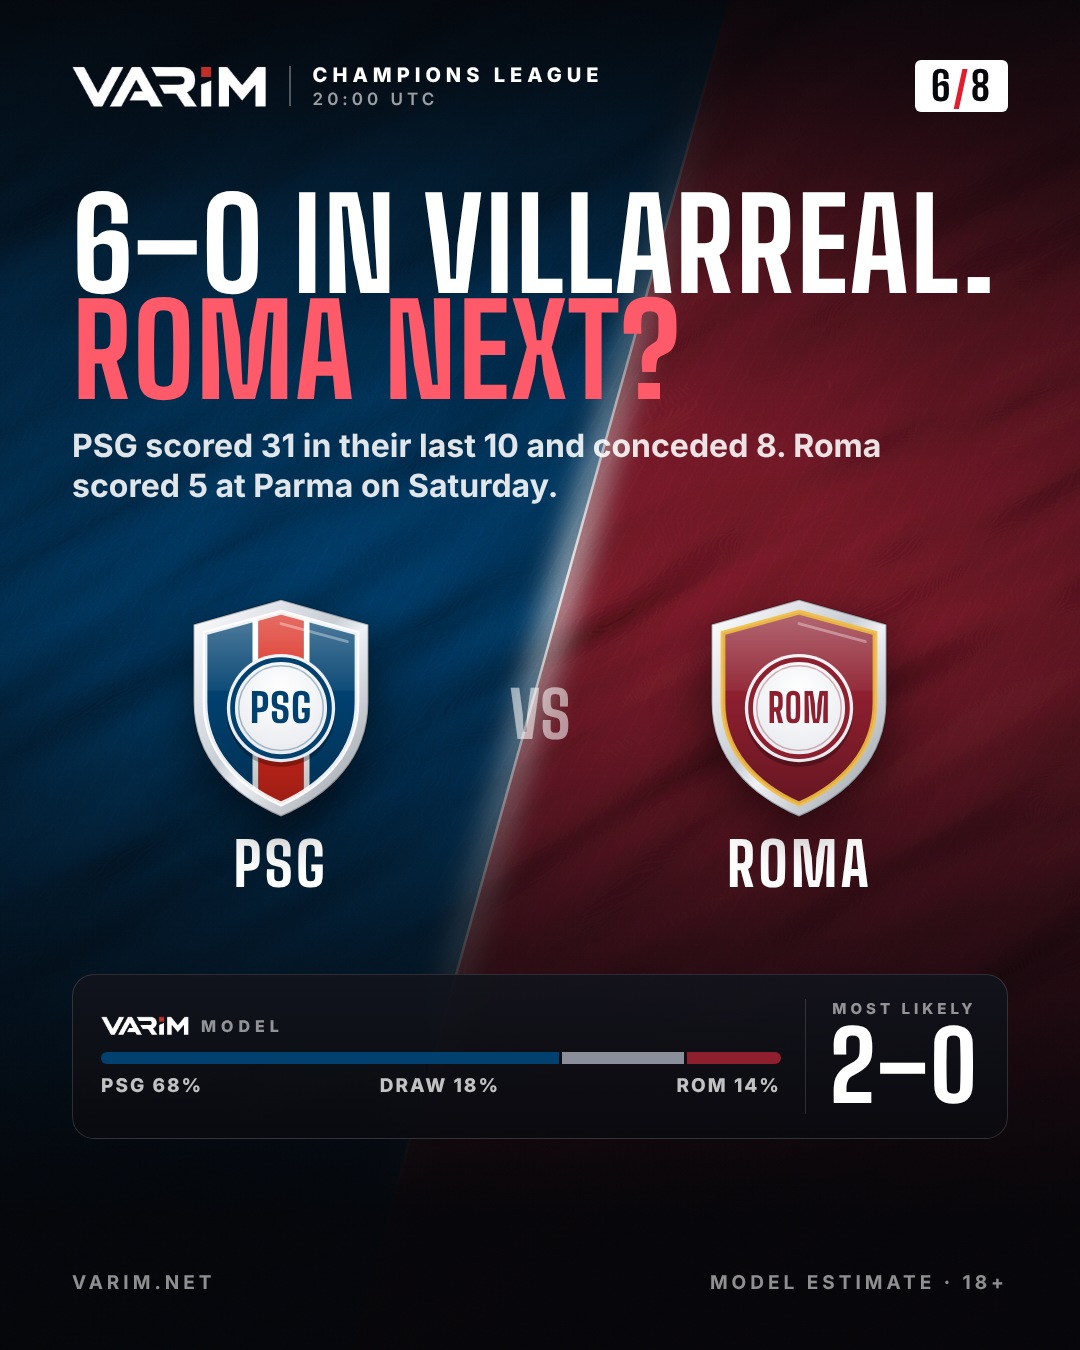 VARiM
CHAMPIONS LEAGUE
20:00 UTC
6/8
6–0 IN VILLARREAL.
ROMA NEXT?
PSG scored 31 in their last 10 and conceded 8. Roma
scored 5 at Parma on Saturday.
PSG
VS
ROM
PSG
ROMA
VARiM MODEL
PSG 68%
DRAW 18%
ROM 14%
MOST LIKELY
2–0
VARIM.NET
MODEL ESTIMATE · 18+